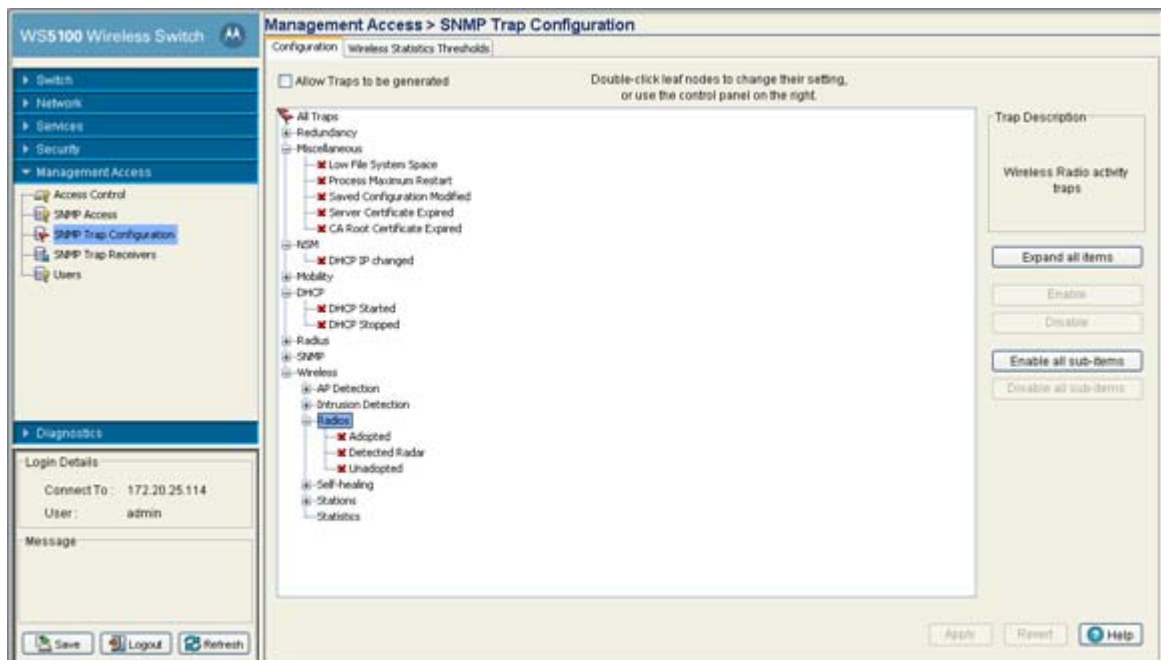 WS5100 Wireless Switch
Switch
Network
Services
Security
Management Access
Access Control
SNMP Access
SNMP Trap Configuration
SNMP Trap Receivers
Users
Diagnostics
Login Details
Connect To : 172.20.25.114
User : admin
Message
Save Logout Refresh
Management Access > SNMP Trap Configuration
Configuration Wireless Statistics Thresholds
Allow Traps to be generated
Double-click leaf nodes to change their setting,
or use the control panel on the right.
All Traps
Redundancy
Miscellaneous
Low File System Space
Process Maximum Restart
Saved Configuration Modified
Server Certificate Expired
CA Root Certificate Expired
NSM
DHCP IP changed
Mobility
DHCP
DHCP Started
DHCP Stopped
Radius
SNMP
Wireless
AP Detection
Intrusion Detection
Radios
Adopted
Detected Radar
Unadopted
Self-healing
Stations
Statistics
Trap Description
Wireless Radio activity
traps
Expand all items
Enable
Disable
Enable all sub-items
Disable all sub-items
Apply Revert Help